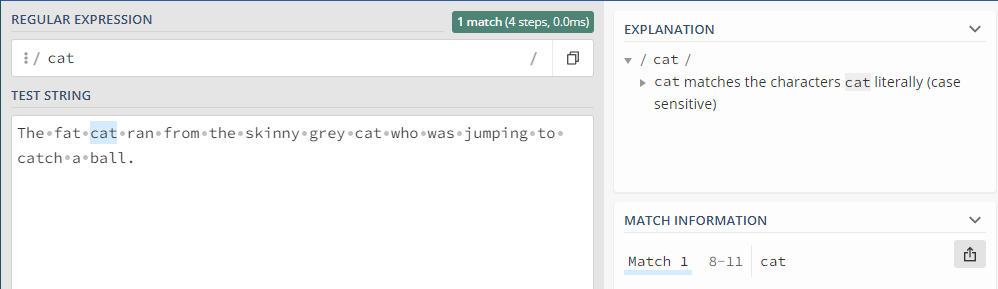 REGULAR EXPRESSION
1 match (4 steps, 0.0ms)
/ cat /
TEST STRING
The•fat•cat•ran•from•the•skinny•grey•cat•who•was•jumping•to•
catch•a•ball.
EXPLANATION
/ cat /
cat matches the characters cat literally (case
sensitive)
MATCH INFORMATION
Match 1 8-11 cat